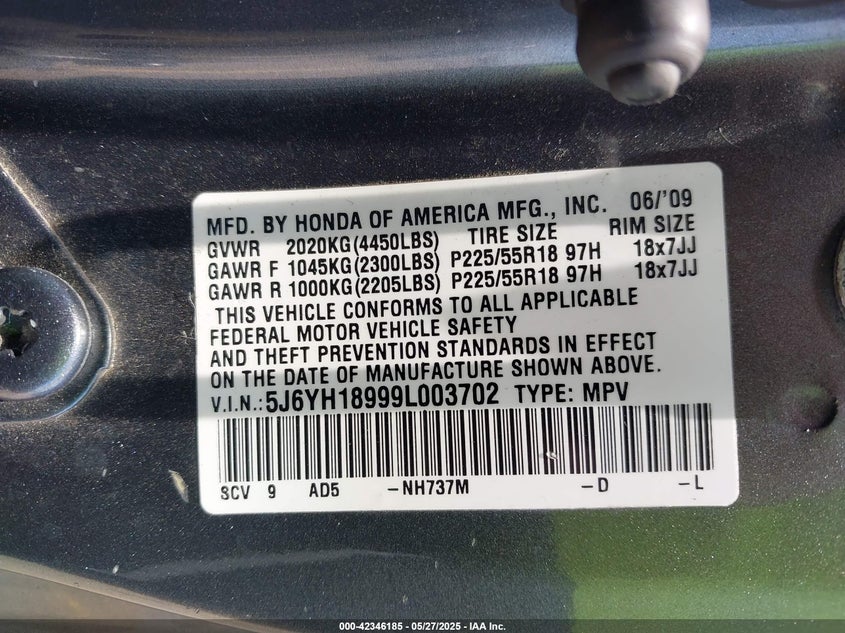 MFD. BY HONDA OF AMERICA MFG., INC. 06/'09
GVWR 2020KG(4450LBS) TIRE SIZE RIM SIZE
GAWR F 1045KG(2300LBS) P225/55R18 97H 18x7JJ
GAWR R 1000KG(2205LBS) P225/55R18 97H 18x7JJ
THIS VEHICLE CONFORMS TO ALL APPLICABLE
FEDERAL MOTOR VEHICLE SAFETY
AND THEFT PREVENTION STANDARDS IN EFFECT
ON THE DATE OF MANUFACTURE SHOWN ABOVE.
V.I.N.:5J6YH18999L003702 TYPE: MPV
SCV 9 AD5 -NH737M -D -L
000-42346185 05/27/2025 - IAA Inc.